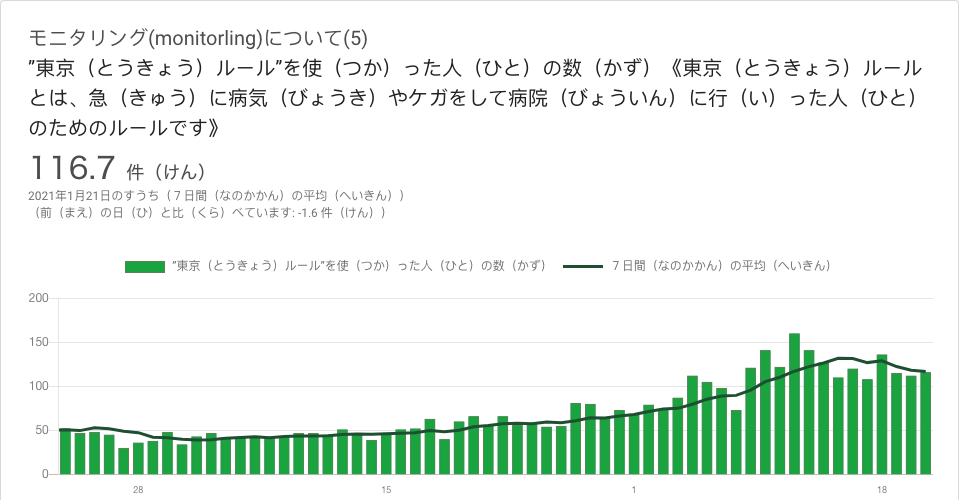 モニタリング(monitorling)について(5)
”東京（とうきょう）ルール”を使（つか）った人（ひと）の数（かず）《東京（とうきょう）ルール
とは、急（きゅう）に病気（びょうき）やケガをして病院（びょういん）に行（い）った人（ひと）
のためのルールです》
116.7 件（けん）
2021年1月21日のすうち（７日間（なのかかん）の平均（へいきん））
（前（まえ）の日（ひ）と比（くら）べています: -1.6 件（けん））
”東京（とうきょう）ルール”を使（つか）った人（ひと）の数（かず） ７日間（なのかかん）の平均（へいきん）
200
150
100
50
0
28 15 1 18